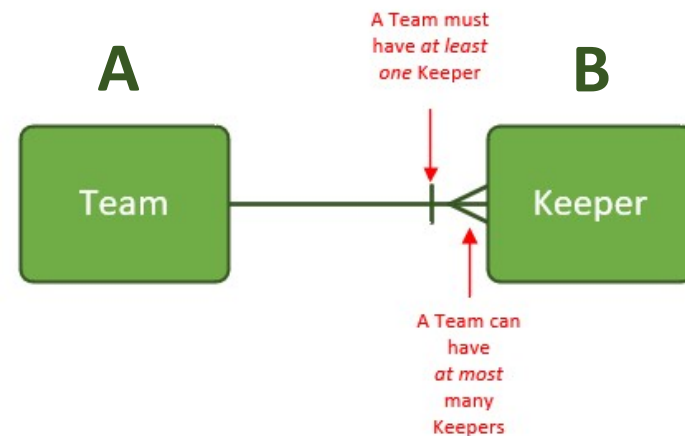 A Team must
have at least
one Keeper
A
B
Team
Keeper
A Team can
have
at most
many
Keepers